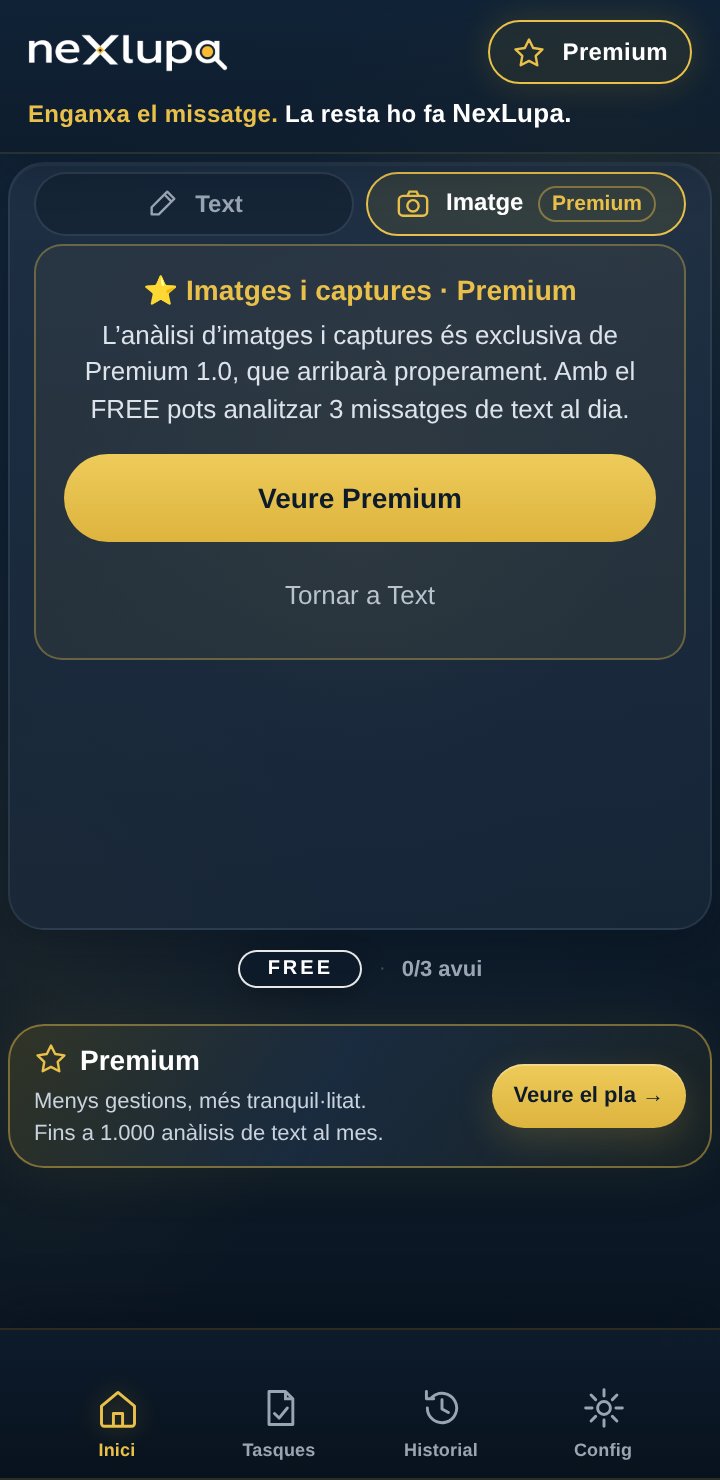 neXlupa
Premium
Enganxa el missatge. La resta ho fa NexLupa.
Text
Imatge Premium
⭐ Imatges i captures · Premium
L’anàlisi d’imatges i captures és exclusiva de
Premium 1.0, que arribarà properament. Amb el
FREE pots analitzar 3 missatges de text al dia.
Veure Premium
Tornar a Text
FREE · 0/3 avui
Premium
Menys gestions, més tranquil·litat.
Fins a 1.000 anàlisis de text al mes.
Veure el pla →
Inici
Tasques
Historial
Config